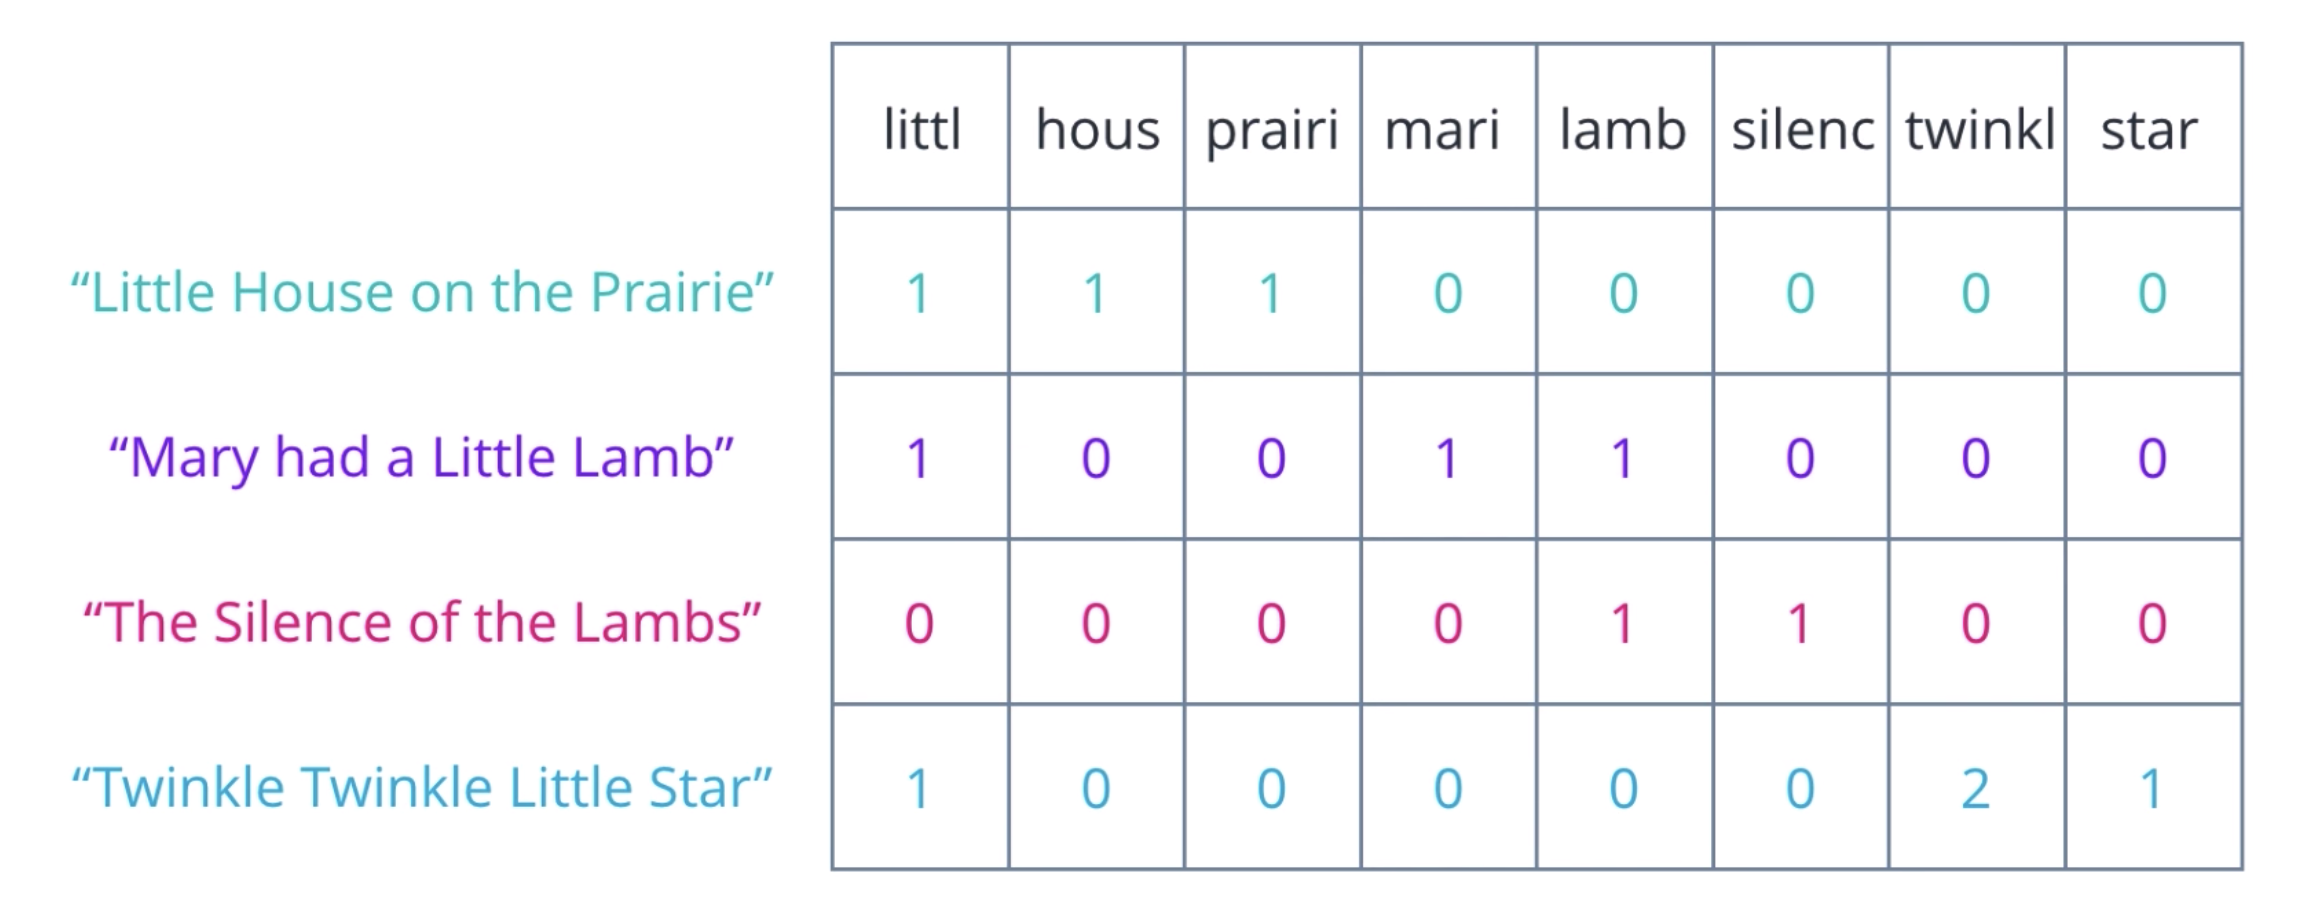 littl hous prairi mari lamb silenc twinkl star
“Little House on the Prairie” 1 1 1 0 0 0 0 0
“Mary had a Little Lamb” 1 0 0 1 1 0 0 0
“The Silence of the Lambs” 0 0 0 0 1 1 0 0
“Twinkle Twinkle Little Star” 1 0 0 0 0 0 2 1